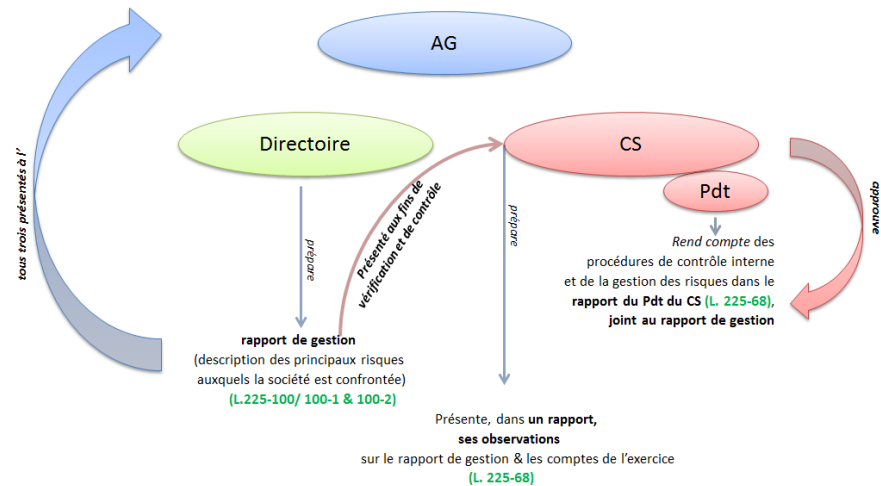 AG
Directoire
CS
Pdt
tous trois présentés à l'
prépare
Présenté aux fins de
vérification et de contrôle
prépare
approuve
Rend compte des
procédures de contrôle interne
et de la gestion des risques dans le
rapport du Pdt du CS (L. 225-68),
joint au rapport de gestion
rapport de gestion
(description des principaux risques
auxquels la société est confrontée)
(L.225-100/ 100-1 & 100-2)
Présente, dans un rapport,
ses observations
sur le rapport de gestion & les comptes de l'exercice
(L. 225-68)